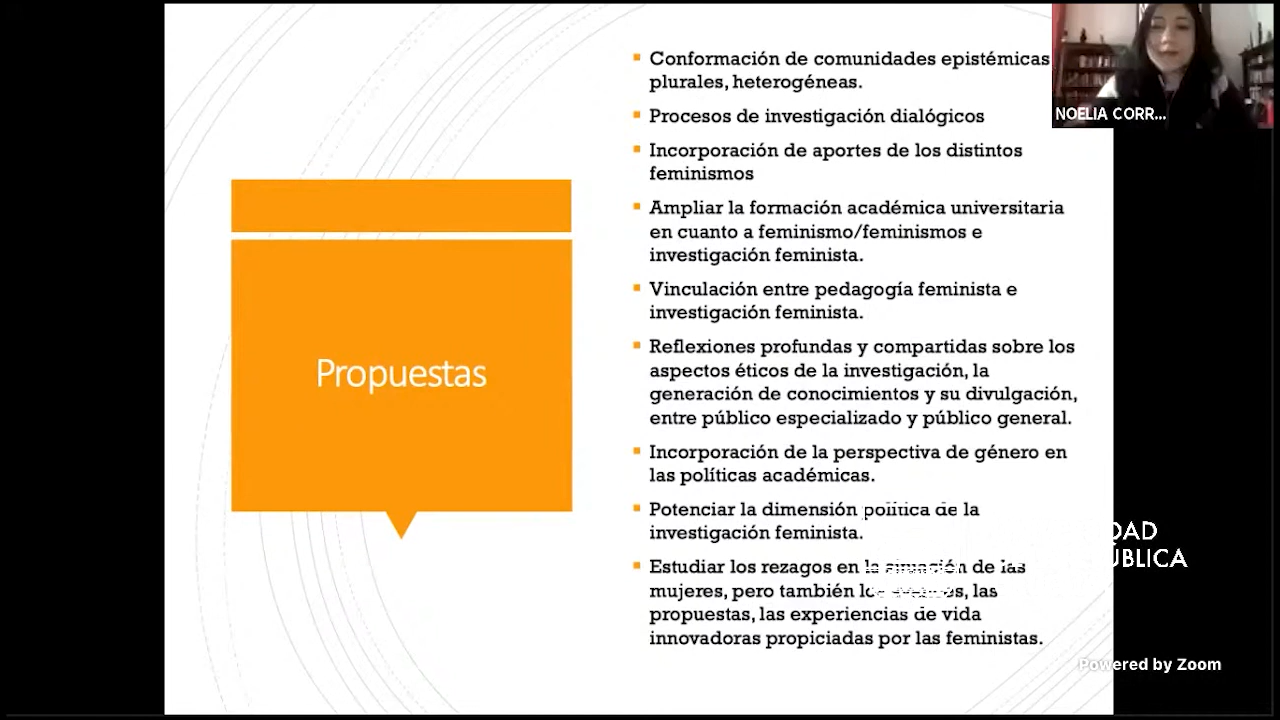 Conformación de comunidades epistémicas
plurales, heterogéneas.
Procesos de investigación dialógicos
Incorporación de aportes de los distintos
feminismos
Ampliar la formación académica universitaria
en cuanto a feminismo/feminismos e
investigación feminista.
Vinculación entre pedagogía feminista e
investigación feminista.
Reflexiones profundas y compartidas sobre los
aspectos éticos de la investigación, la
generación de conocimientos y su divulgación,
entre público especializado y público general.
Incorporación de la perspectiva de género en
las políticas académicas.
Potenciar la dimensión política de la
investigación feminista.
Estudiar los rezagos en la situación de las
mujeres, pero también las
propuestas, las experiencias de vida
innovadoras propiciadas por las feministas.
Propuestas
NOELIA CORR...
Powered by Zoom